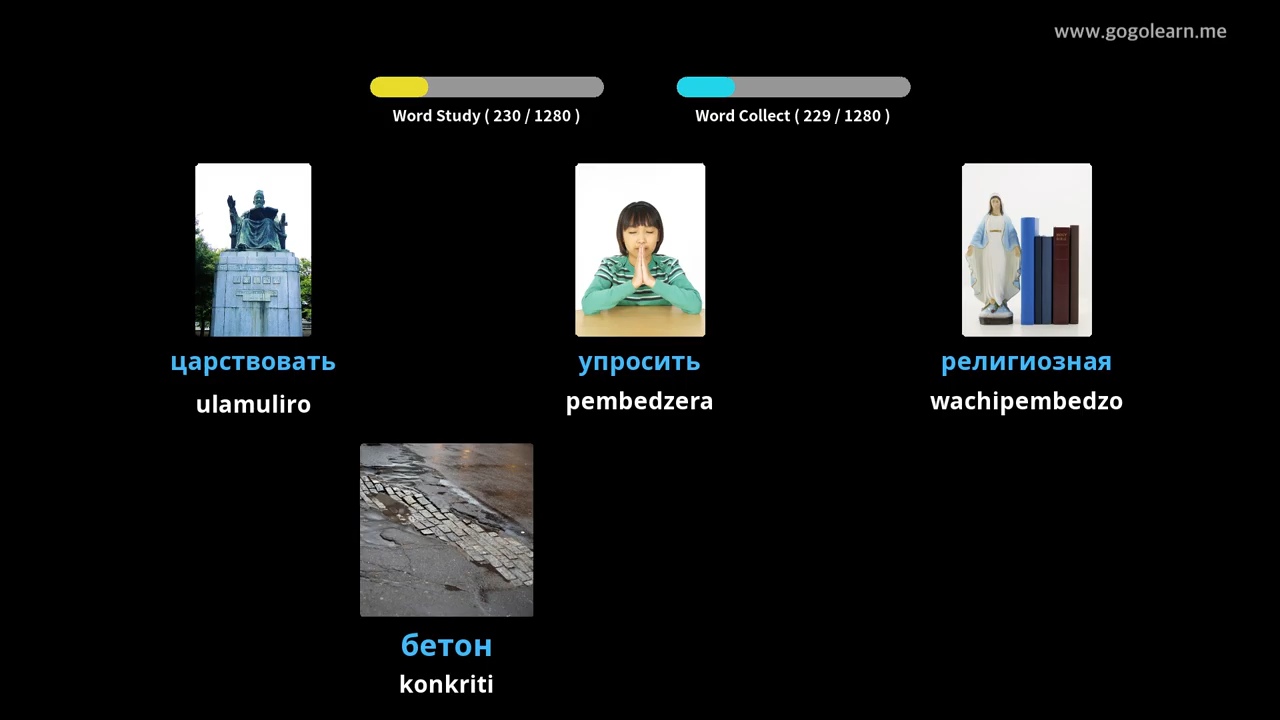 www.gogolearn.me
Word Study ( 230 / 1280 )
Word Collect ( 229 / 1280 )
царствовать
упросить
религиозная
ulamuliro
pembedzera
wachipembedzo
бетон
konkriti